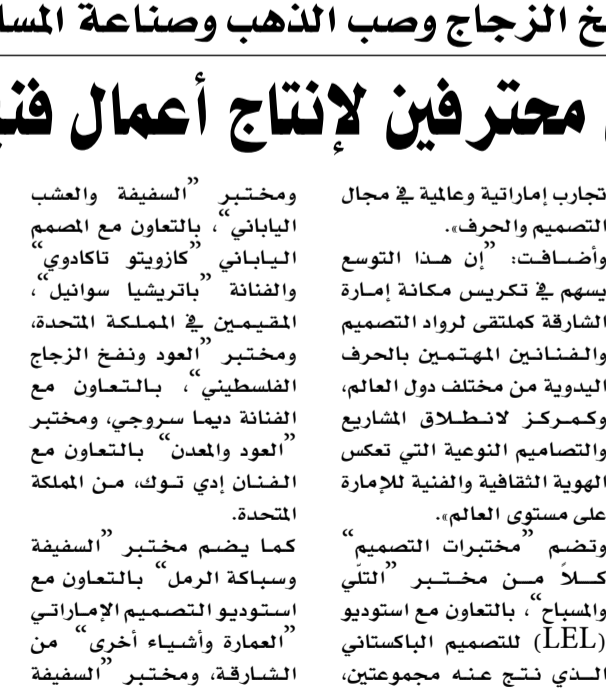 خ الزجاج وصب الذهب وصناعة المسا
محترفين لإنتاج أعمال فني
تجارب إماراتية وعالمية في مجال
التصميم والحرف».
وأضافت: ”إن هذا التوسع
يسهم في تكريس مكانة إمارة
الشارقة كملتقى لرواد التصميم
والفنانين المهتمين بالحرف
اليدوية من مختلف دول العالم،
وكمركز لانطلاق المشاريع
والتصاميم النوعية التي تعكس
الهوية الثقافية والفنية للإمارة
على مستوى العالم».
وتضم ”مختبرات التصميم“
كلاً من مختبر ”التلّي
والمسباح“، بالتعاون مع استوديو
(LEL) للتصميم الباكستاني
الذي نتج عنه مجموعتين،
ومختبر ”السفيفة والعشب
الياباني“، بالتعاون مع المصمم
الياباني ”كازويتو تاكادوي“
والفنانة ”باتريشيا سوانيل“،
المقيمين في المملكة المتحدة،
ومختبر ”العود ونفخ الزجاج
الفلسطيني“، بالتعاون مع
الفنانة ديما سروجي، ومختبر
”العود والمعدن“ بالتعاون مع
الفنان إدي توك، من المملكة
المتحدة.
كما يضم مختبر ”السفيفة
وسباكة الرمل“ بالتعاون مع
استوديو التصميم الإماراتي
”العمارة وأشياء أخرى“ من
الشارقة، ومختبر ”السفيفة